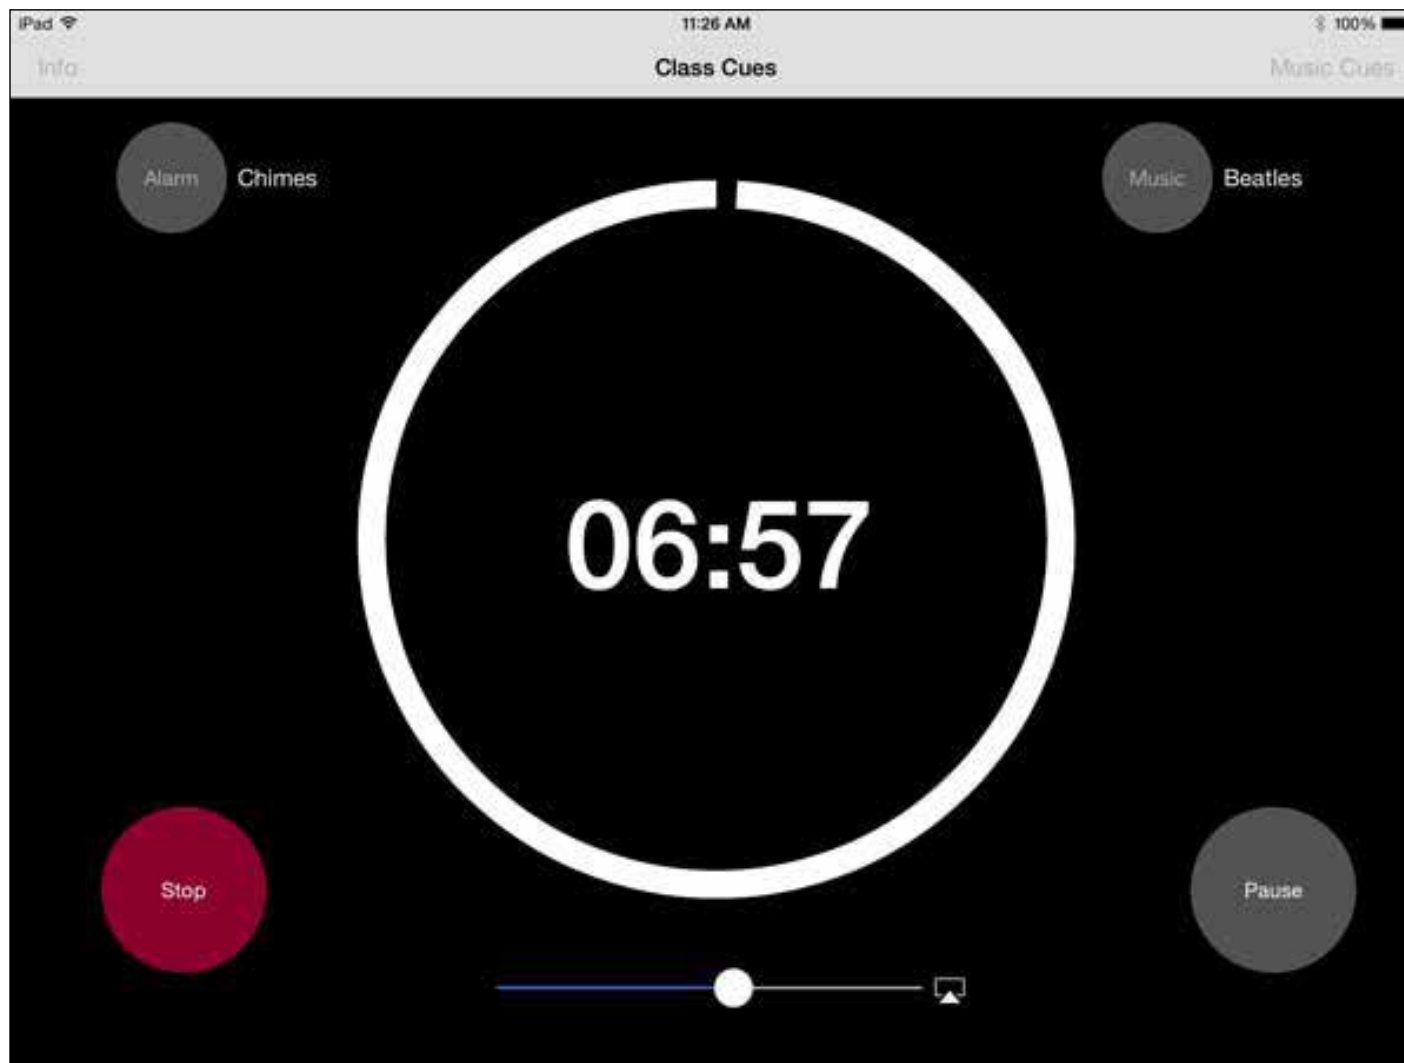 iPad 11:26 AM 100%
Info Class Cues Music Cues
Alarm Chimes Music Beatles
06:57
Stop Pause